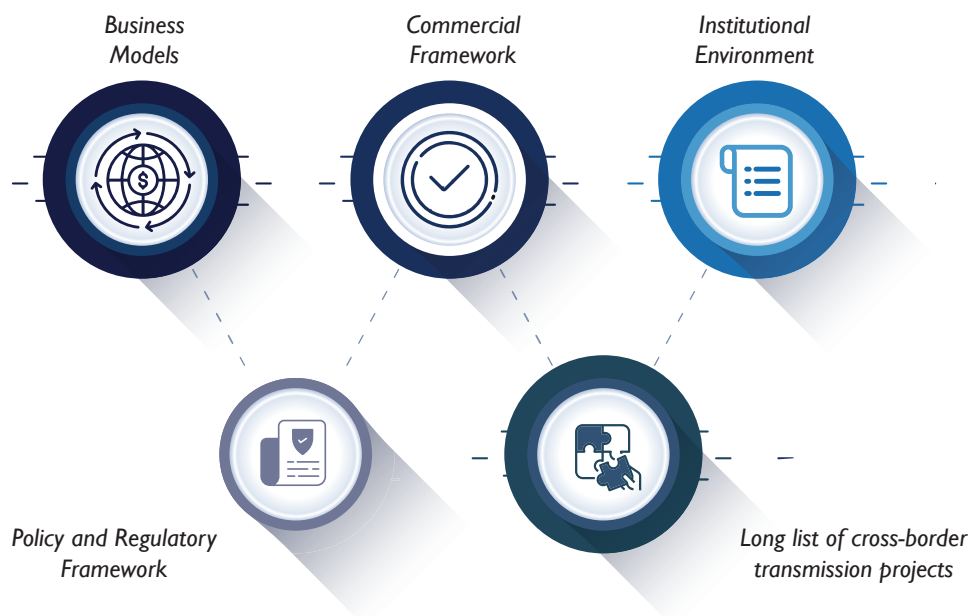 Business
Models
Commercial
Framework
Institutional
Environment
$
Policy and Regulatory
Framework
Long list of cross-border
transmission projects